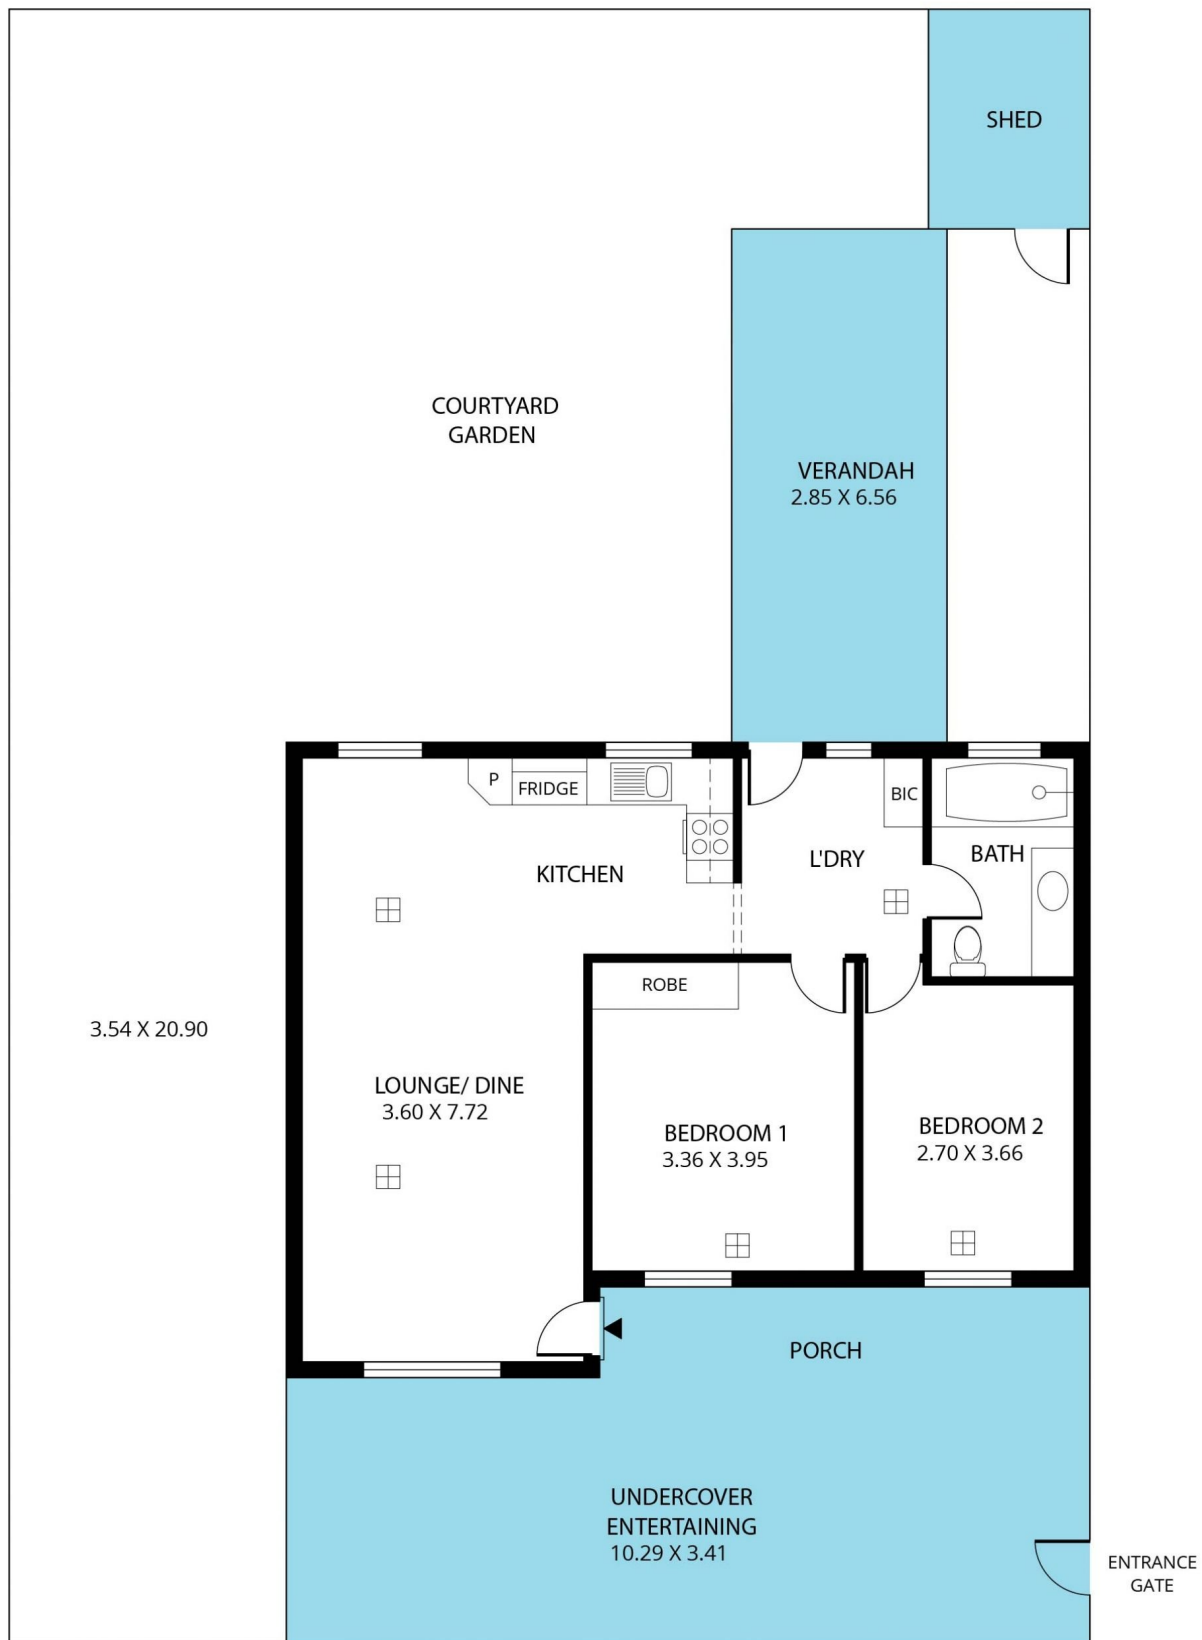 SHED
COURTYARD
GARDEN
VERANDAH
2.85 X 6.56
P
FRIDGE
BIC
KITCHEN
L'DRY
BATH
ROBE
3.54 X 20.90
LOUNGE/ DINE
3.60 X 7.72
BEDROOM 1
3.36 X 3.95
BEDROOM 2
2.70 X 3.66
PORCH
UNDERCOVER
ENTERTAINING
10.29 X 3.41
ENTRANCE
GATE